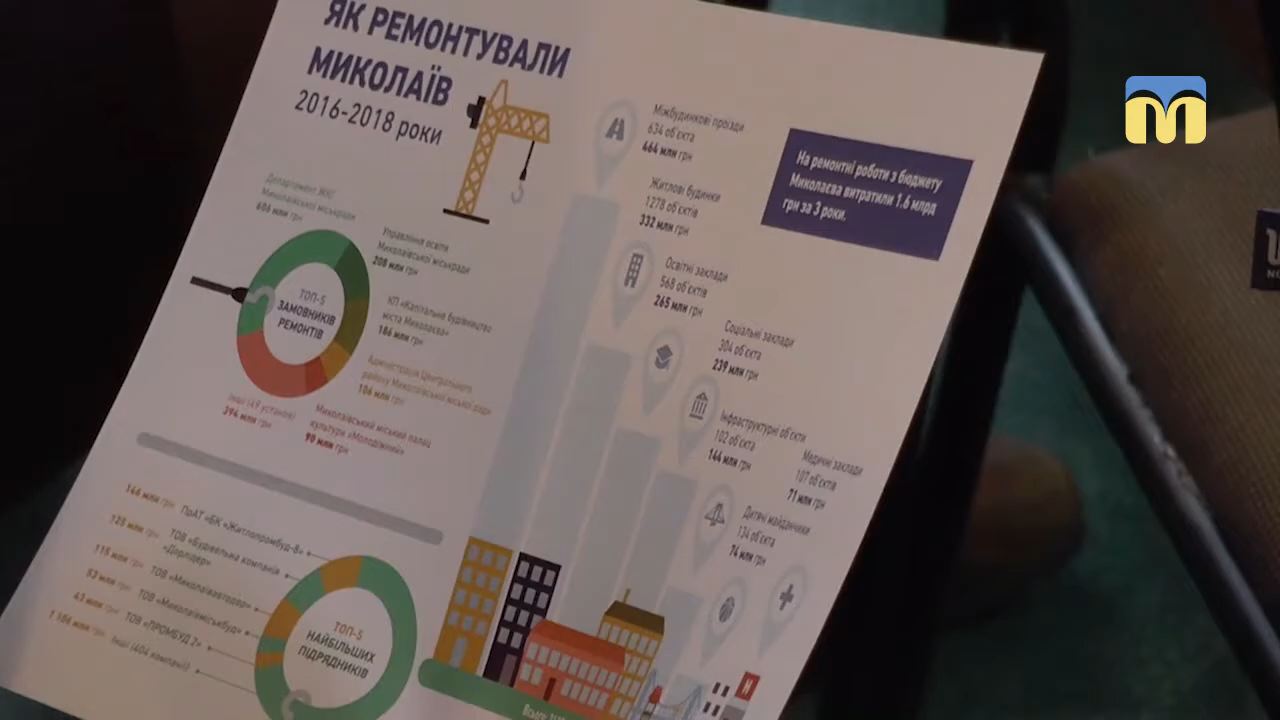 ЯК РЕМОНТУВАЛИ
МИКОЛАЇВ
2016-2018 роки
Департамент ЖКГ
Миколаївської міськради
606 млн грн
Управління освіти
Миколаївської міськради
208 млн грн
КП «Капітальне будівництво
міста Миколаєва»
186 млн грн
Адміністрація Центрального
району Миколаївської міської ради
106 млн грн
Миколаївський міський палац
культури «Молодіжний»
90 млн грн
Інші (49 установ)
394 млн грн
ТОП-5
ЗАМОВНИКІВ
РЕМОНТІВ
Міжбудинкові проїзди
634 об'єкта
464 млн грн
Житлові будинки
1278 об'єктів
332 млн грн
Освітні заклади
568 об'єктів
265 млн грн
Соціальні заклади
304 об'єкта
239 млн грн
Інфраструктурні об'єкти
102 об'єкта
144 млн грн
Медичні заклади
107 об'єктів
71 млн грн
Дитячі майданчики
134 об'єкта
74 млн грн
На ремонтні роботи з бюджету
Миколаєва витратили 1.6 млрд
грн за 3 роки.
146 млн грн ПрАТ «БК «Житлопромбуд-8»
125 млн грн ТОВ «Будівельна компанія
«Дорлідер»
115 млн грн ТОВ «Миколаївавтодор»
53 млн грн ТОВ «Миколаївміськбуд»
43 млн грн ТОВ «ПРОМБУД 2»
1 106 млн грн Інші (404 компанії)
ТОП-5
НАЙБІЛЬШИХ
ПІДРЯДНИКІВ